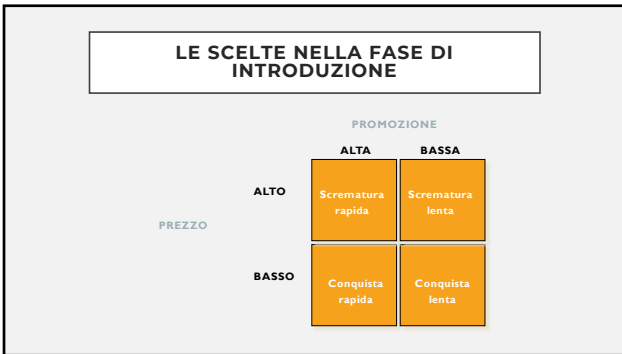 LE SCELTE NELLA FASE DI
INTRODUZIONE
PROMOZIONE
ALTA BASSA
ALTO
Scrematura
rapida
Scrematura
lenta
PREZZO
BASSO
Conquista
rapida
Conquista
lenta